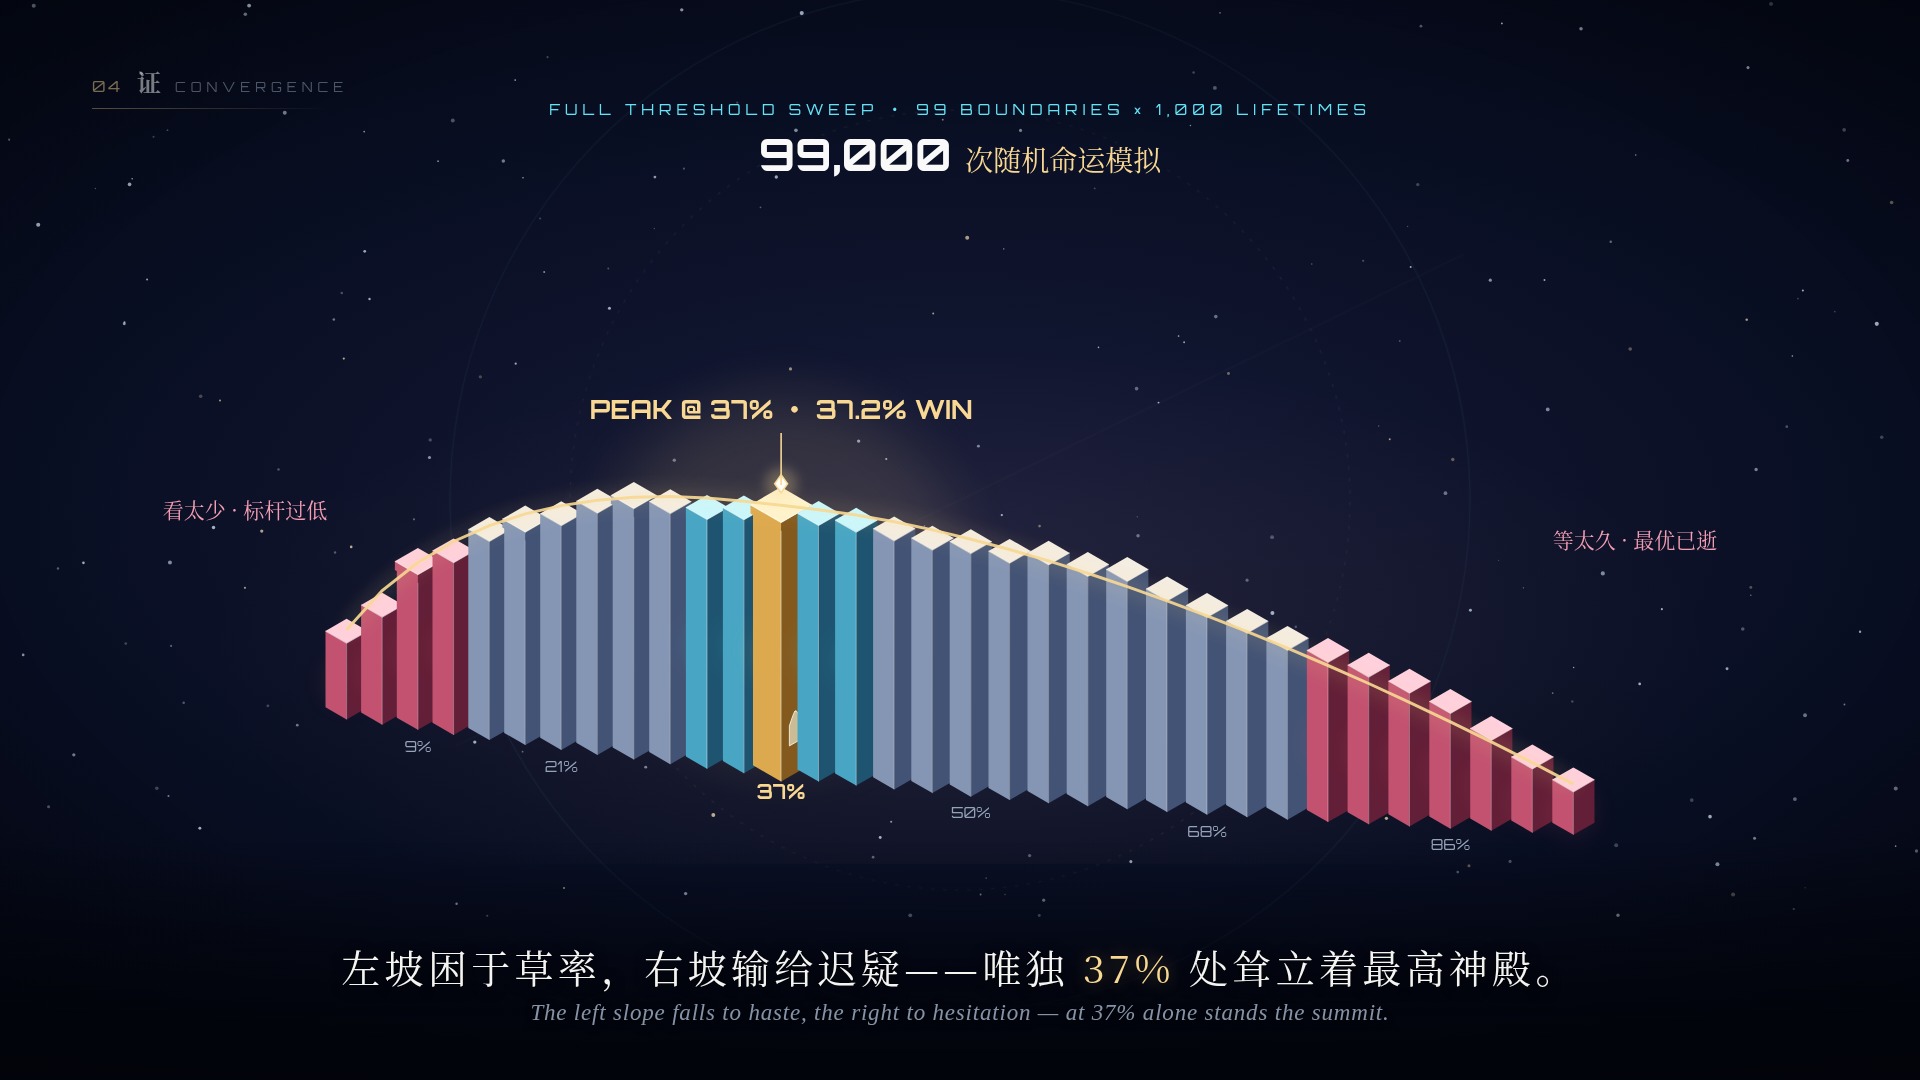 04 证 CONVERGENCE
FULL THRESHOLD SWEEP • 99 BOUNDARIES × 1,000 LIFETIMES
99,000 次随机命运模拟
PEAK @ 37% • 37.2% WIN
看太少 · 标杆过低
等太久 · 最优已逝
9%
21%
37%
50%
68%
86%
左坡困于草率，右坡输给迟疑——唯独 37% 处耸立着最高神殿。
The left slope falls to haste, the right to hesitation — at 37% alone stands the summit.